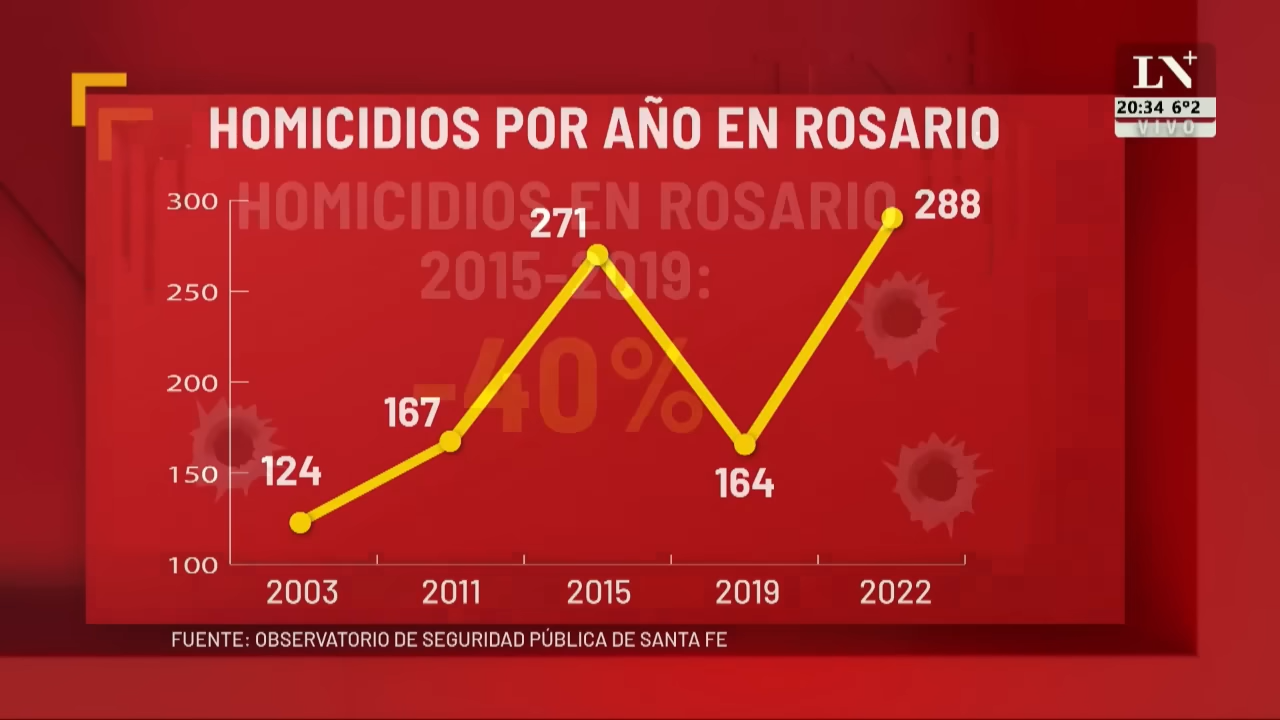 LN+
20:34 6º2
VIVO
HOMICIDIOS POR AÑO EN ROSARIO
HOMICIDIOS EN ROSARIO
2015-2019:
-40%
300
250
200
150
100
124
167
271
164
288
2003 2011 2015 2019 2022
FUENTE: OBSERVATORIO DE SEGURIDAD PÚBLICA DE SANTA FE